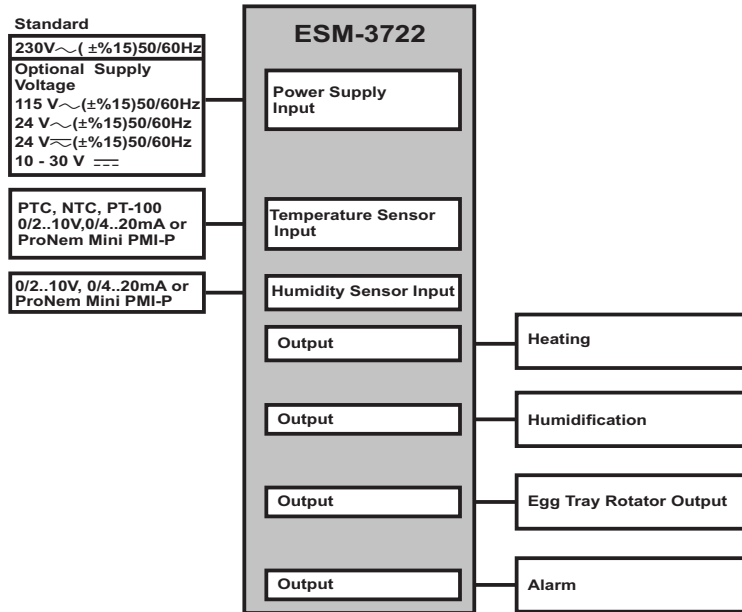 Standard
230V～( ±%15)50/60Hz
Optional Supply
Voltage
115 V～(±%15)50/60Hz
24 V～(±%15)50/60Hz
24 V⏦(±%15)50/60Hz
10 - 30 V ⎓
PTC, NTC, PT-100
0/2..10V,0/4..20mA or
ProNem Mini PMI-P
0/2..10V, 0/4..20mA or
ProNem Mini PMI-P
ESM-3722
Power Supply
Input
Temperature Sensor
Input
Humidity Sensor Input
Output
Heating
Output
Humidification
Output
Egg Tray Rotator Output
Output
Alarm